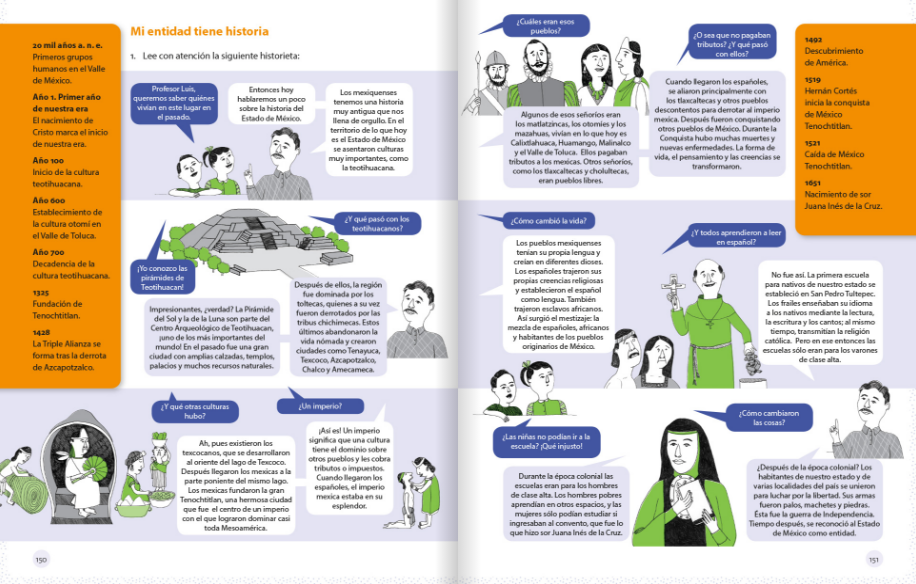 20 mil años a. n. e.
Primeros grupos
humanos en el Valle
de México.
Año 1. Primer año
de nuestra era
El nacimiento de
Cristo marca el inicio
de nuestra era.
Año 100
Inicio de la cultura
teotihuacana.
Año 600
Establecimiento de
la cultura otomí en
el Valle de Toluca.
Año 700
Decadencia de la
cultura teotihuacana.
1325
Fundación de
Tenochtitlan.
1428
La Triple Alianza se
forma tras la derrota
de Azcapotzalco.
Mi entidad tiene historia
1. Lee con atención la siguiente historieta:
Profesor Luis,
queremos saber quiénes
vivían en este lugar en
el pasado.
Entonces hoy
hablaremos un poco
sobre la historia del
Estado de México.
Los mexiquenses
tenemos una historia
muy antigua que nos
llena de orgullo. En el
territorio de lo que hoy
es el Estado de México
se asentaron culturas
muy importantes, como
la teotihuacana.
¡Yo conozco las
pirámides de
Teotihuacan!
¿Y qué pasó con los
teotihuacanos?
Impresionantes, ¿verdad? La Pirámide
del Sol y la de la Luna son parte del
Centro Arqueológico de Teotihuacan,
¡uno de los más importantes del
mundo! En el pasado fue una gran
ciudad con amplias calzadas, templos,
palacios y muchos recursos naturales.
Después de ellos, la región
fue dominada por los
toltecas, quienes a su vez
fueron derrotados por las
tribus chichimecas. Estos
últimos abandonaron la
vida nómada y crearon
ciudades como Tenayuca,
Texcoco, Azcapotzalco,
Chalco y Amecameca.
¿Y qué otras culturas
hubo?
¿Un imperio?
Ah, pues existieron los
texcocanos, que se desarrollaron
al oriente del lago de Texcoco.
Después llegaron los mexicas a la
parte poniente del mismo lago.
Los mexicas fundaron la gran
Tenochtitlan, una hermosa ciudad
que fue el centro de un imperio
con el que lograron dominar casi
toda Mesoamérica.
¡Así es! Un imperio
significa que una cultura
tiene el dominio sobre
otros pueblos y les cobra
tributos o impuestos.
Cuando llegaron los
españoles, el imperio
mexica estaba en su
esplendor.
150
¿Cuáles eran esos
pueblos?
¿O sea que no pagaban
tributos? ¿Y qué pasó
con ellos?
Algunos de esos señoríos eran
los matlatzincas, los otomíes y los
mazahuas, vivían en lo que hoy es
Calixtlahuaca, Huamango, Malinalco
y el Valle de Toluca. Ellos pagaban
tributos a los mexicas. Otros señoríos,
como los tlaxcaltecas y cholultecas,
eran pueblos libres.
Cuando llegaron los españoles,
se aliaron principalmente con
los tlaxcaltecas y otros pueblos
descontentos para derrotar al imperio
mexica. Después fueron conquistando
otros pueblos de México. Durante la
Conquista hubo muchas muertes y
nuevas enfermedades. La forma de
vida, el pensamiento y las creencias se
transformaron.
1492
Descubrimiento
de América.
1519
Hernán Cortés
inicia la conquista
de México
Tenochtitlan.
1521
Caída de México
Tenochtitlan.
1651
Nacimiento de sor
Juana Inés de la Cruz.
¿Cómo cambió la vida?
¿Y todos aprendieron a leer
en español?
Los pueblos mexiquenses
tenían su propia lengua y
creían en diferentes dioses.
Los españoles trajeron sus
propias creencias religiosas
y establecieron el español
como lengua. También
trajeron esclavos africanos.
Así surgió el mestizaje: la
mezcla de españoles, africanos
y habitantes de los pueblos
originarios de México.
No fue así. La primera escuela
para nativos de nuestro estado se
estableció en San Pedro Tultepec.
Los frailes enseñaban su idioma
a los nativos mediante la lectura,
la escritura y los cantos; al mismo
tiempo, transmitían la religión
católica. Pero en ese entonces las
escuelas sólo eran para los varones
de clase alta.
¿Las niñas no podían ir a la
escuela? ¡Qué injusto!
¿Cómo cambiaron
las cosas?
Durante la época colonial las
escuelas eran para los hombres
de clase alta. Los hombres pobres
aprendían en otros espacios, y las
mujeres sólo podían estudiar si
ingresaban al convento, que fue lo
que hizo sor Juana Inés de la Cruz.
¿Después de la época colonial? Los
habitantes de nuestro estado y de
varias localidades del país se unieron
para luchar por la libertad. Sus armas
fueron palos, machetes y piedras.
Ésta fue la guerra de Independencia.
Tiempo después, se reconoció al Estado
de México como entidad.
151